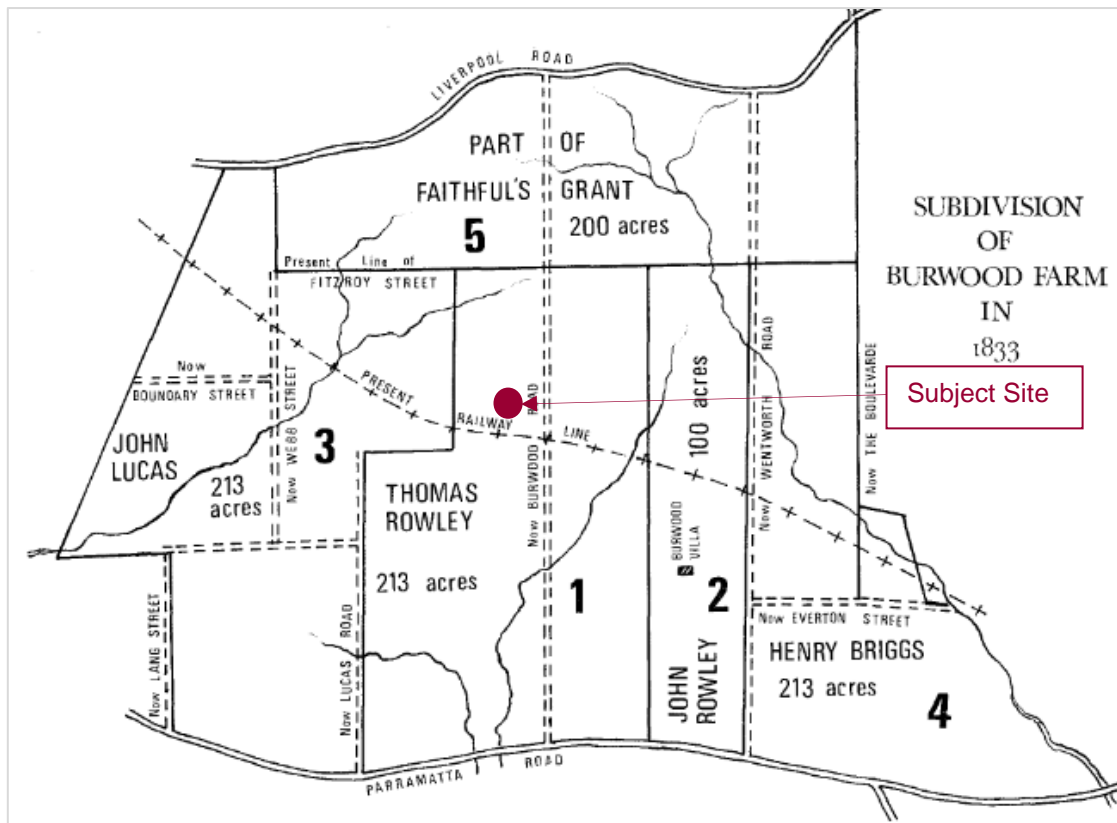 LIVERPOOL ROAD
PART OF
FAITHFUL'S GRANT
5 200 acres
SUBDIVISION
OF
BURWOOD FARM
IN
1833
Present Line of
FITZROY STREET
Now
BOUNDARY STREET
Now WEBB STREET
PRESENT RAILWAY LINE
Now BURWOOD ROAD
100 acres
Now WENTWORTH ROAD
Now THE BOULEVARDE
Subject Site
JOHN
LUCAS
213
acres
3
THOMAS
ROWLEY
213 acres
1
BURWOOD
VILLA
2
JOHN
ROWLEY
Now EVERTON STREET
HENRY BRIGGS
213 acres
4
Now LANG STREET
Now LUCAS ROAD
PARRAMATTA ROAD